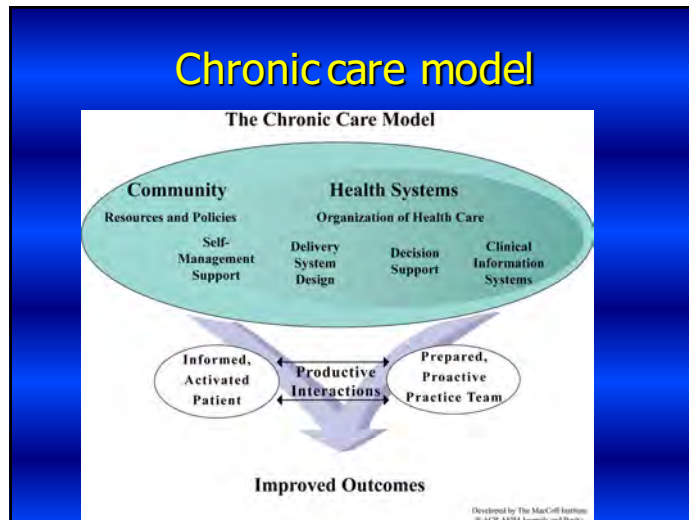 Chronic care model
The Chronic Care Model
Community
Health Systems
Resources and Policies
Organization of Health Care
Self-
Management
Support
Delivery
System
Design
Decision
Support
Clinical
Information
Systems
Informed,
Activated
Patient
Productive
Interactions
Prepared,
Proactive
Practice Team
Improved Outcomes
Developed by The MacColl Institute